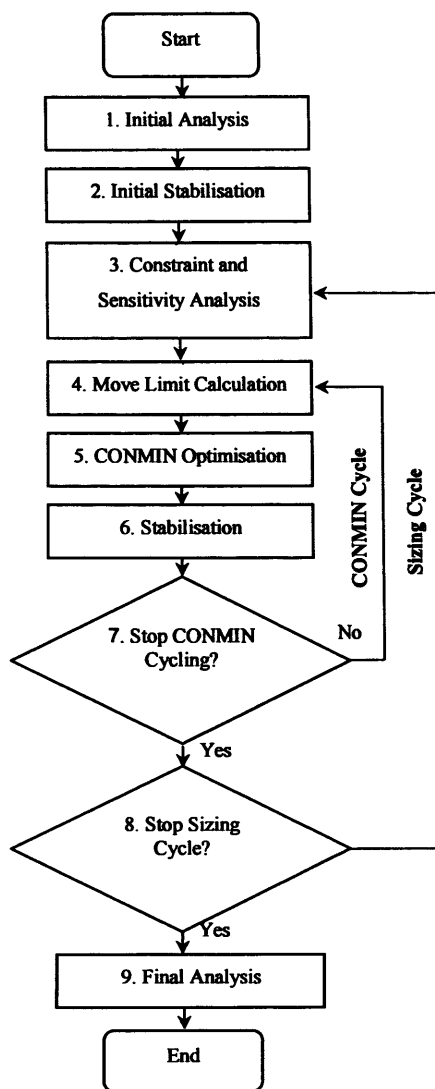 Start
1. Initial Analysis
2. Initial Stabilisation
3. Constraint and
Sensitivity Analysis
4. Move Limit Calculation
5. CONMIN Optimisation
6. Stabilisation
CONMIN Cycle
Sizing Cycle
7. Stop CONMIN
Cycling?
No
Yes
8. Stop Sizing
Cycle?
Yes
9. Final Analysis
End